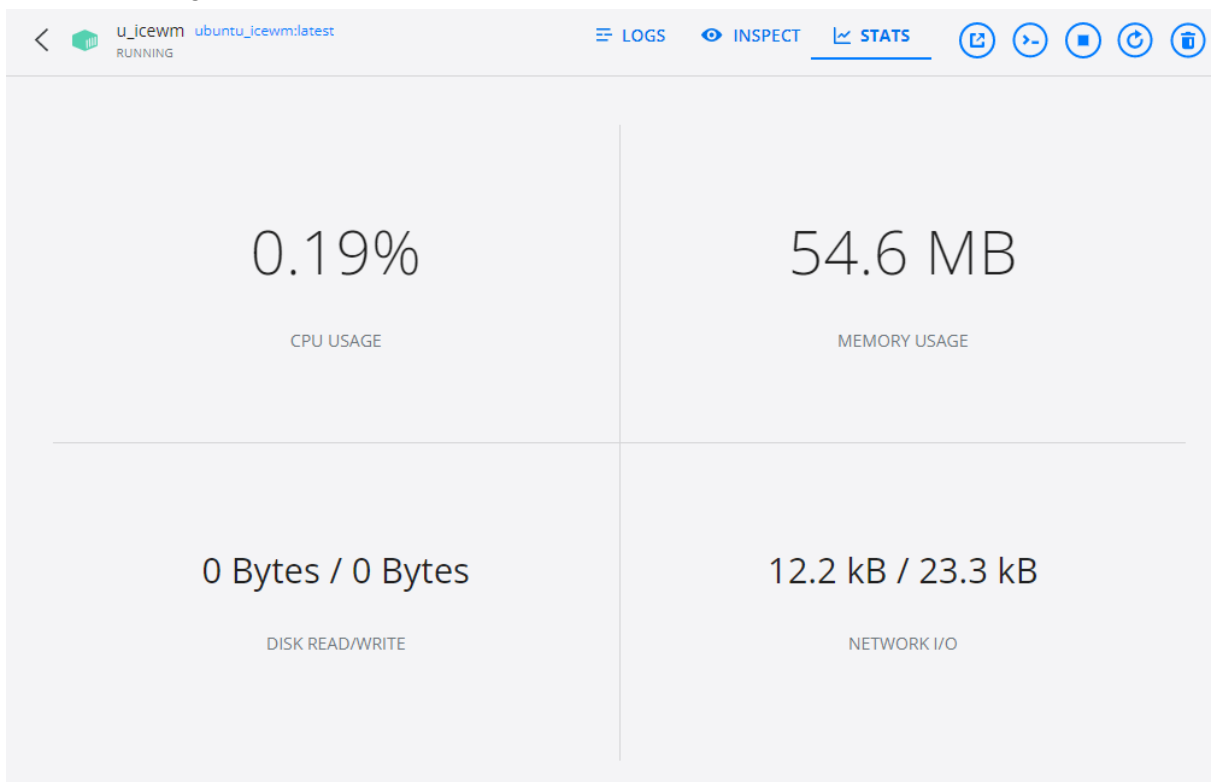 u_icewm ubuntu_icewm:latest
RUNNING
LOGS INSPECT STATS
0.19%
CPU USAGE
54.6 MB
MEMORY USAGE
0 Bytes / 0 Bytes
DISK READ/WRITE
12.2 kB / 23.3 kB
NETWORK I/O